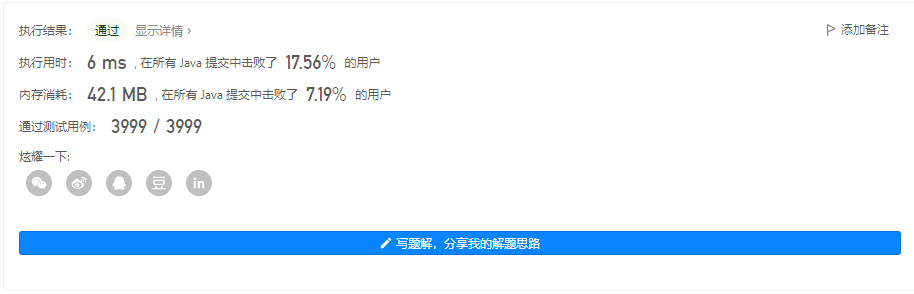 执行结果： 通过 显示详情 › 添加备注
执行用时： 6 ms , 在所有 Java 提交中击败了 17.56% 的用户
内存消耗： 42.1 MB , 在所有 Java 提交中击败了 7.19% 的用户
通过测试用例： 3999 / 3999
炫耀一下:
豆 in
写题解，分享我的解题思路